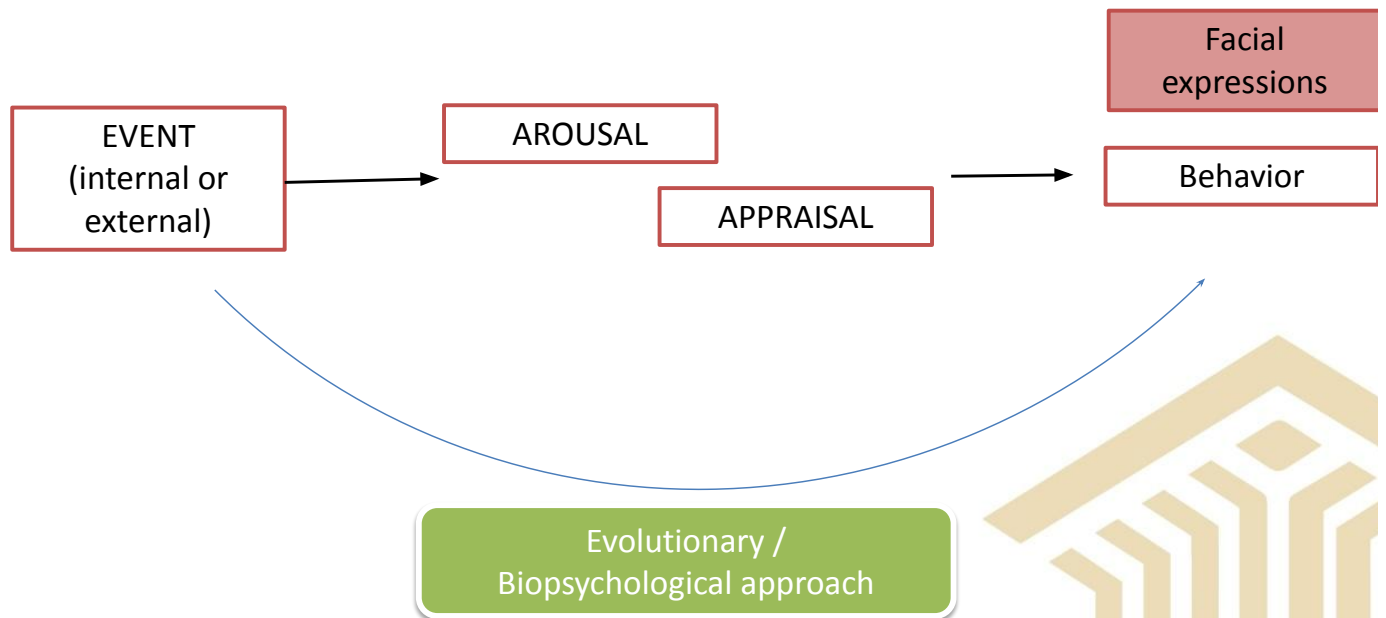 Facial
expressions
EVENT
(internal or
external)
AROUSAL
APPRAISAL
Behavior
Evolutionary /
Biopsychological approach